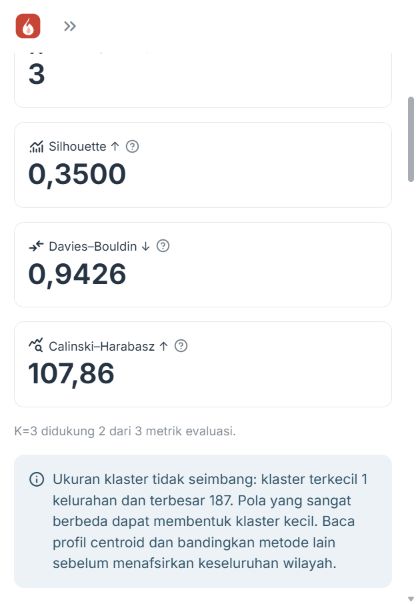 3
Silhouette ↑
0,3500
Davies–Bouldin ↓
0,9426
Calinski–Harabasz ↑
107,86
K=3 didukung 2 dari 3 metrik evaluasi.
Ukuran klaster tidak seimbang: klaster terkecil 1
kelurahan dan terbesar 187. Pola yang sangat
berbeda dapat membentuk klaster kecil. Baca
profil centroid dan bandingkan metode lain
sebelum menafsirkan keseluruhan wilayah.